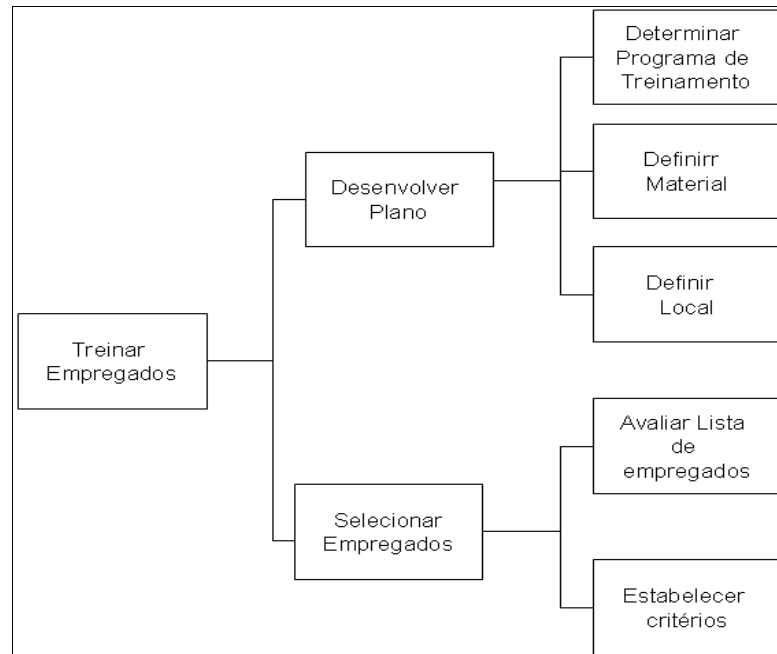 Determinar
Programa de
Treinamento
Desenvolver
Plano
Definirr
Material
Definir
Local
Treinar
Empregados
Avaliar Lista
de
empregados
Selecionar
Empregados
Estabelecer
critérios